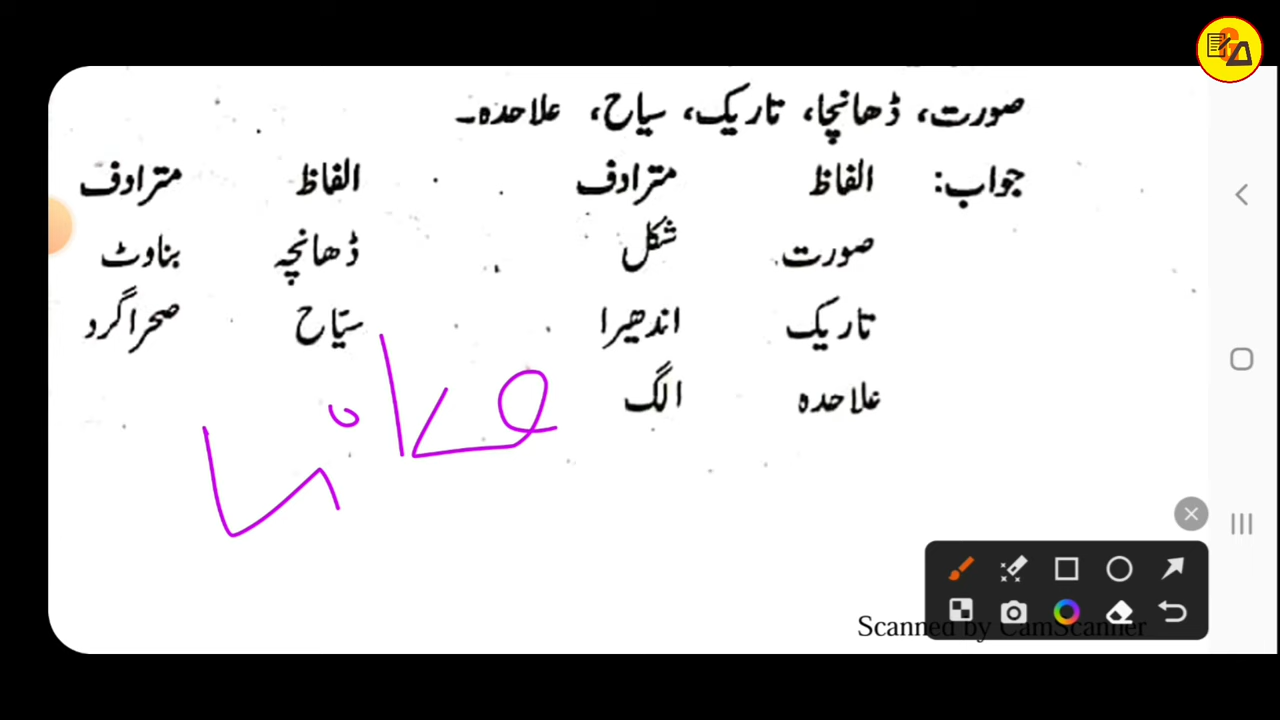 صورت، ڈھانچا، تاریک، سیاح، علاحدہ۔
جواب: الفاظ مترادف الفاظ مترادف
صورت شکل ڈھانچہ بناوٹ
تاریک اندھیرا سیّاح صحراگرد
علاحدہ الگ
Like
Scanned by CamScanner